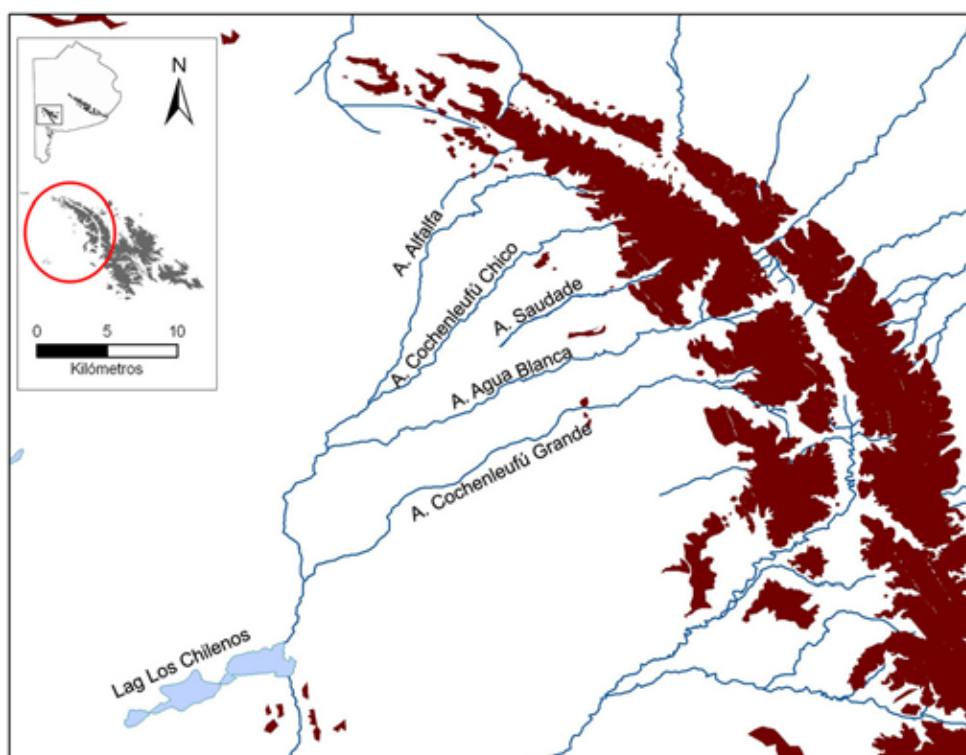 N
0 5 10
Kilómetros
A. Alfalfa
A. Cochenleufú Chico
A. Saudade
A. Agua Blanca
A. Cochenleufú Grande
Lag Los Chilenos